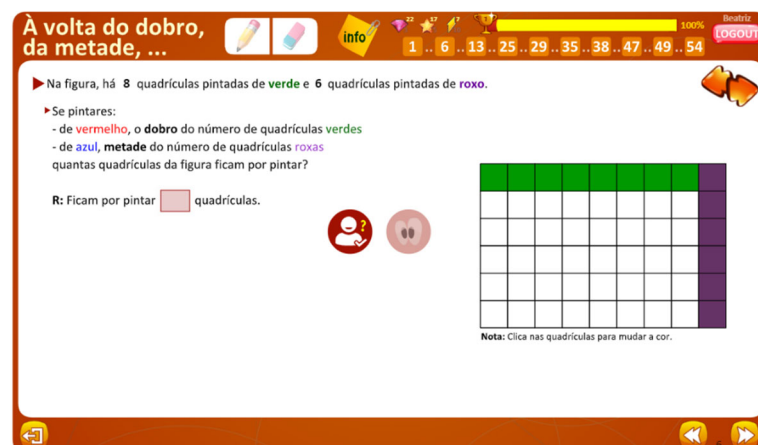 À volta do dobro,
da metade, ...
info
22 17 7 1
100%
Beatriz
LOGOUT
1 .. 6 .. 13 .. 25 .. 29 .. 35 .. 38 .. 47 .. 49 .. 54
Na figura, há 8 quadrículas pintadas de verde e 6 quadrículas pintadas de roxo.
Se pintares:
- de vermelho, o dobro do número de quadrículas verdes
- de azul, metade do número de quadrículas roxas
quantas quadrículas da figura ficam por pintar?
R: Ficam por pintar quadrículas.
?
Nota: Clica nas quadrículas para mudar a cor.